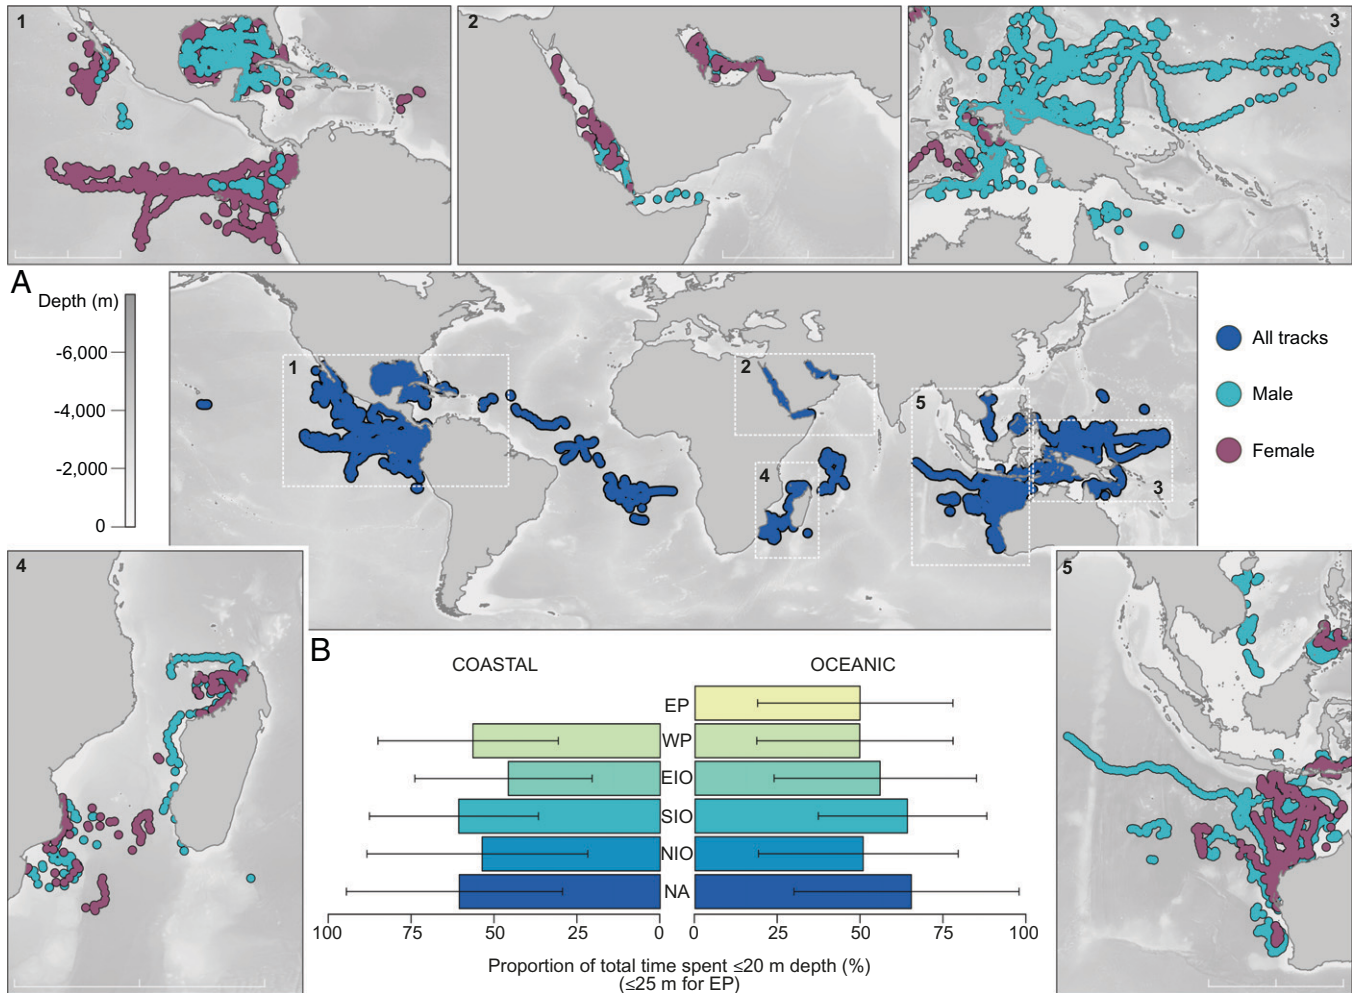 1
2
3
A
Depth (m)
-6,000
-4,000
-2,000
0
1
2
3
4
5
All tracks
Male
Female
4
5
B
COASTAL
OCEANIC
EP
WP
EIO
SIO
NIO
NA
100 75 50 25 0 0 25 50 75 100
Proportion of total time spent ≤20 m depth (%)
(≤25 m for EP)